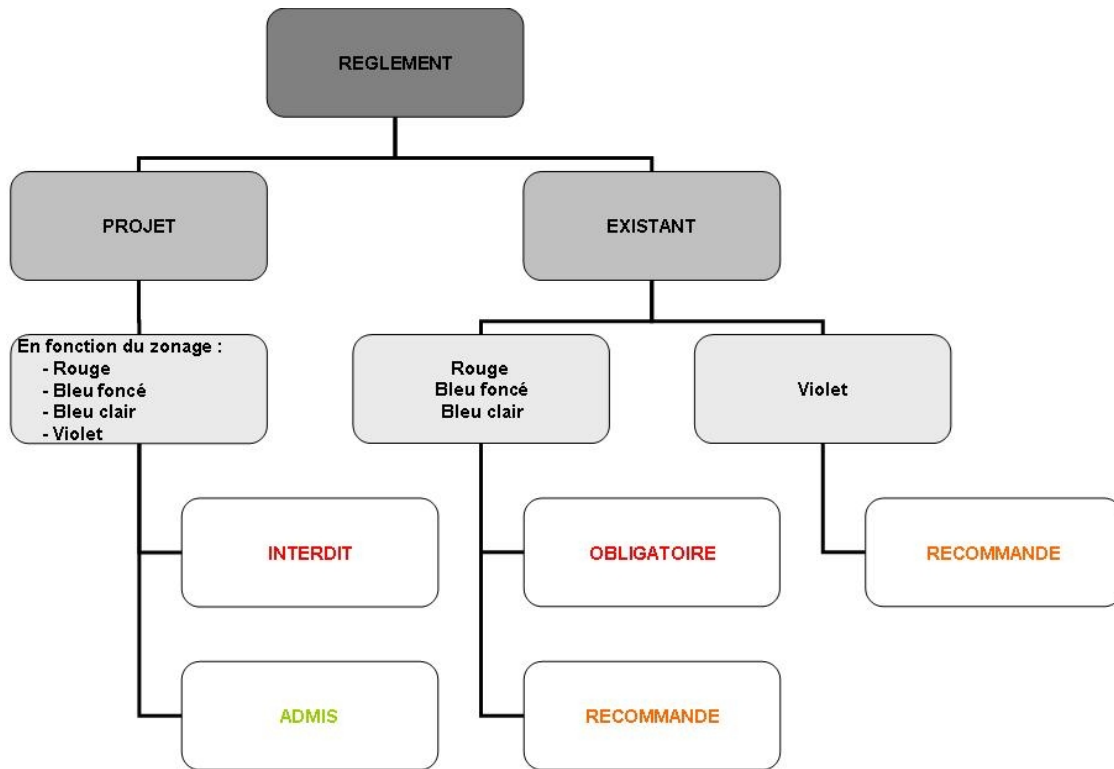 REGLEMENT
PROJET
EXISTANT
En fonction du zonage :
- Rouge
- Bleu foncé
- Bleu clair
- Violet
Rouge
Bleu foncé
Bleu clair
Violet
INTERDIT
OBLIGATOIRE
RECOMMANDE
ADMIS
RECOMMANDE